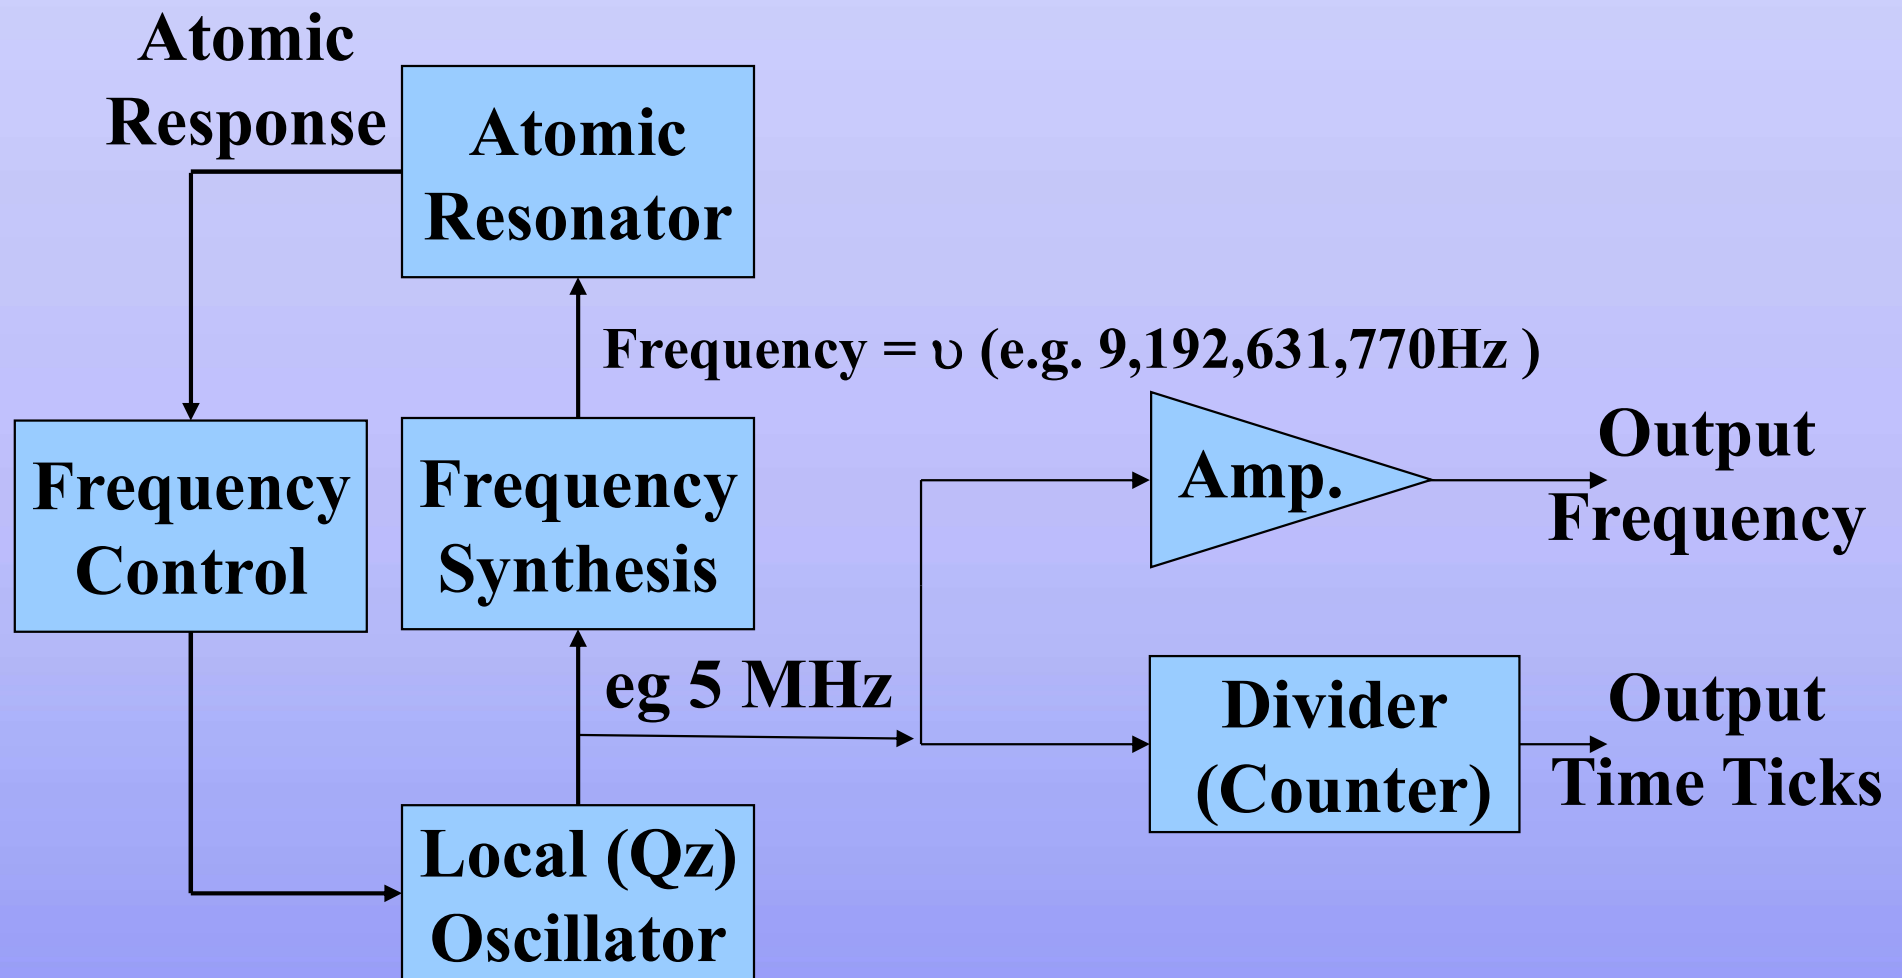 Atomic
Response
Atomic
Resonator
Frequency = υ (e.g. 9,192,631,770Hz )
Frequency
Control
Frequency
Synthesis
Amp.
Output
Frequency
eg 5 MHz
Divider
(Counter)
Output
Time Ticks
Local (Qz)
Oscillator